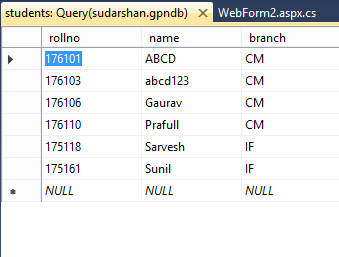 students: Query(sudarshan.gpndb) WebForm2.aspx.cs
rollno name branch
176101 ABCD CM
176103 abcd123 CM
176106 Gaurav CM
176110 Prafull CM
175118 Sarvesh IF
175161 Sunil IF
NULL NULL NULL